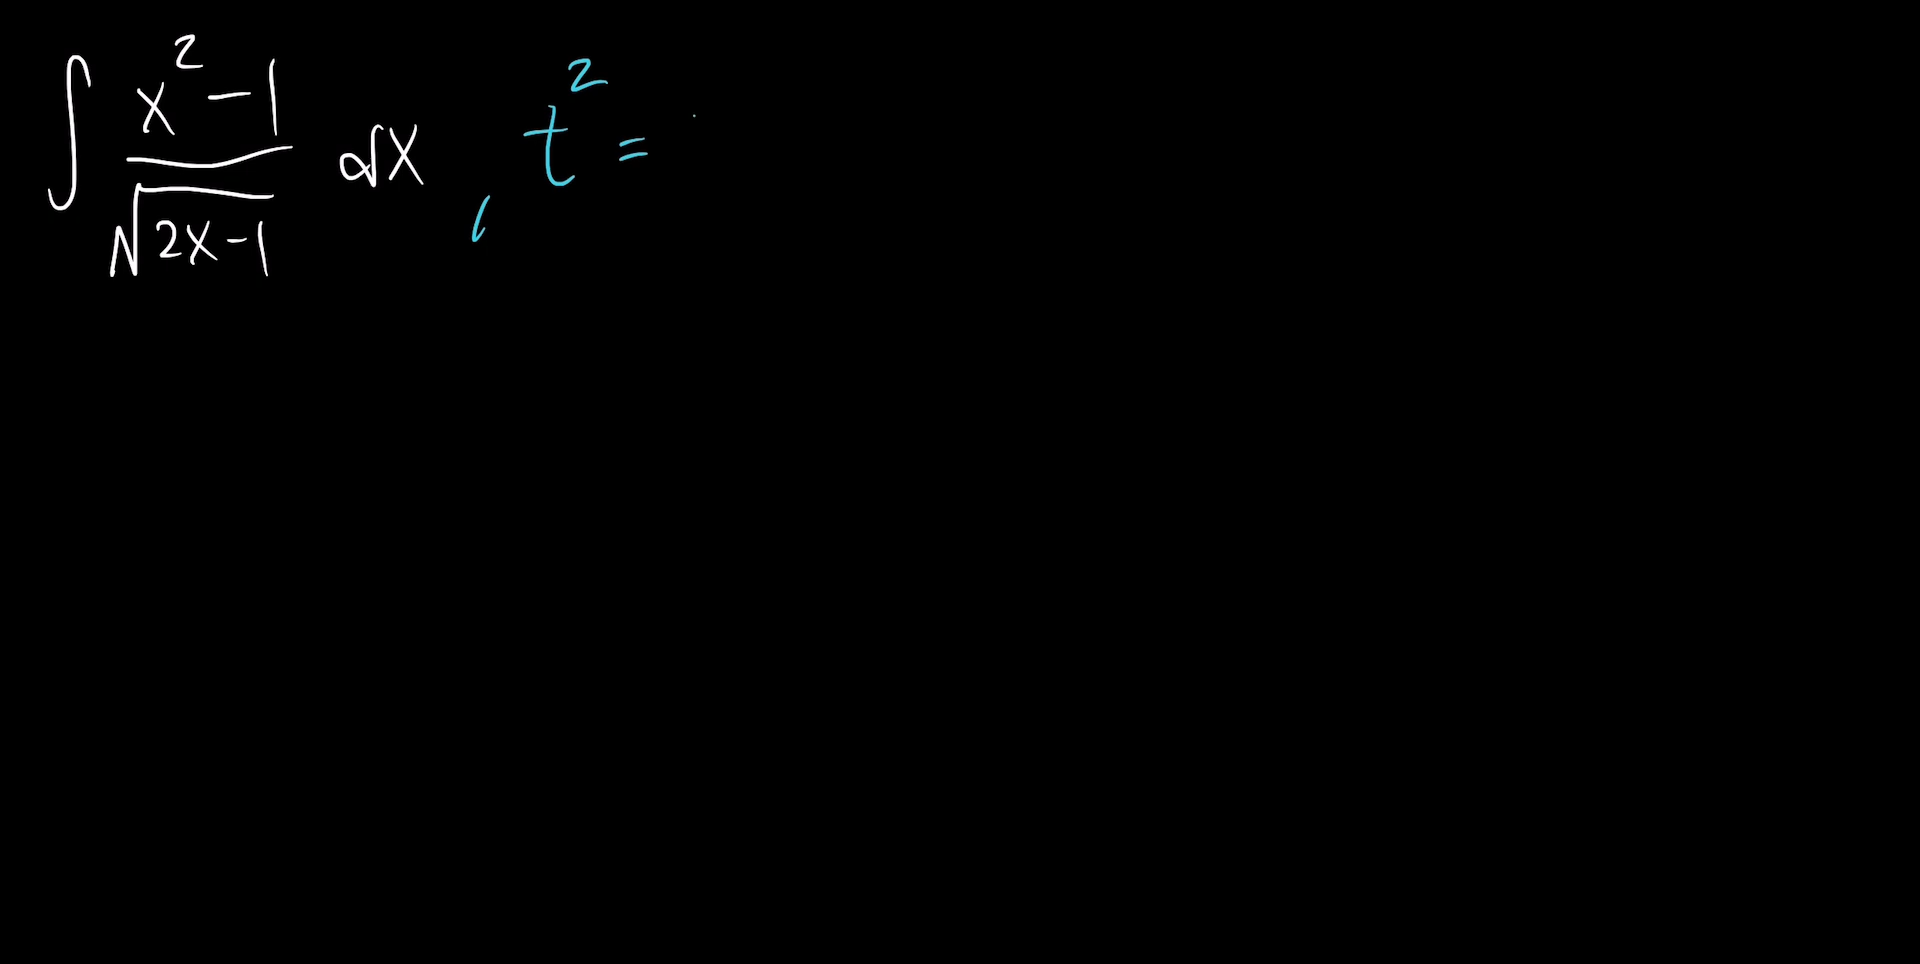 ∫ (x² − 1)/√(2x − 1) dx , t² =